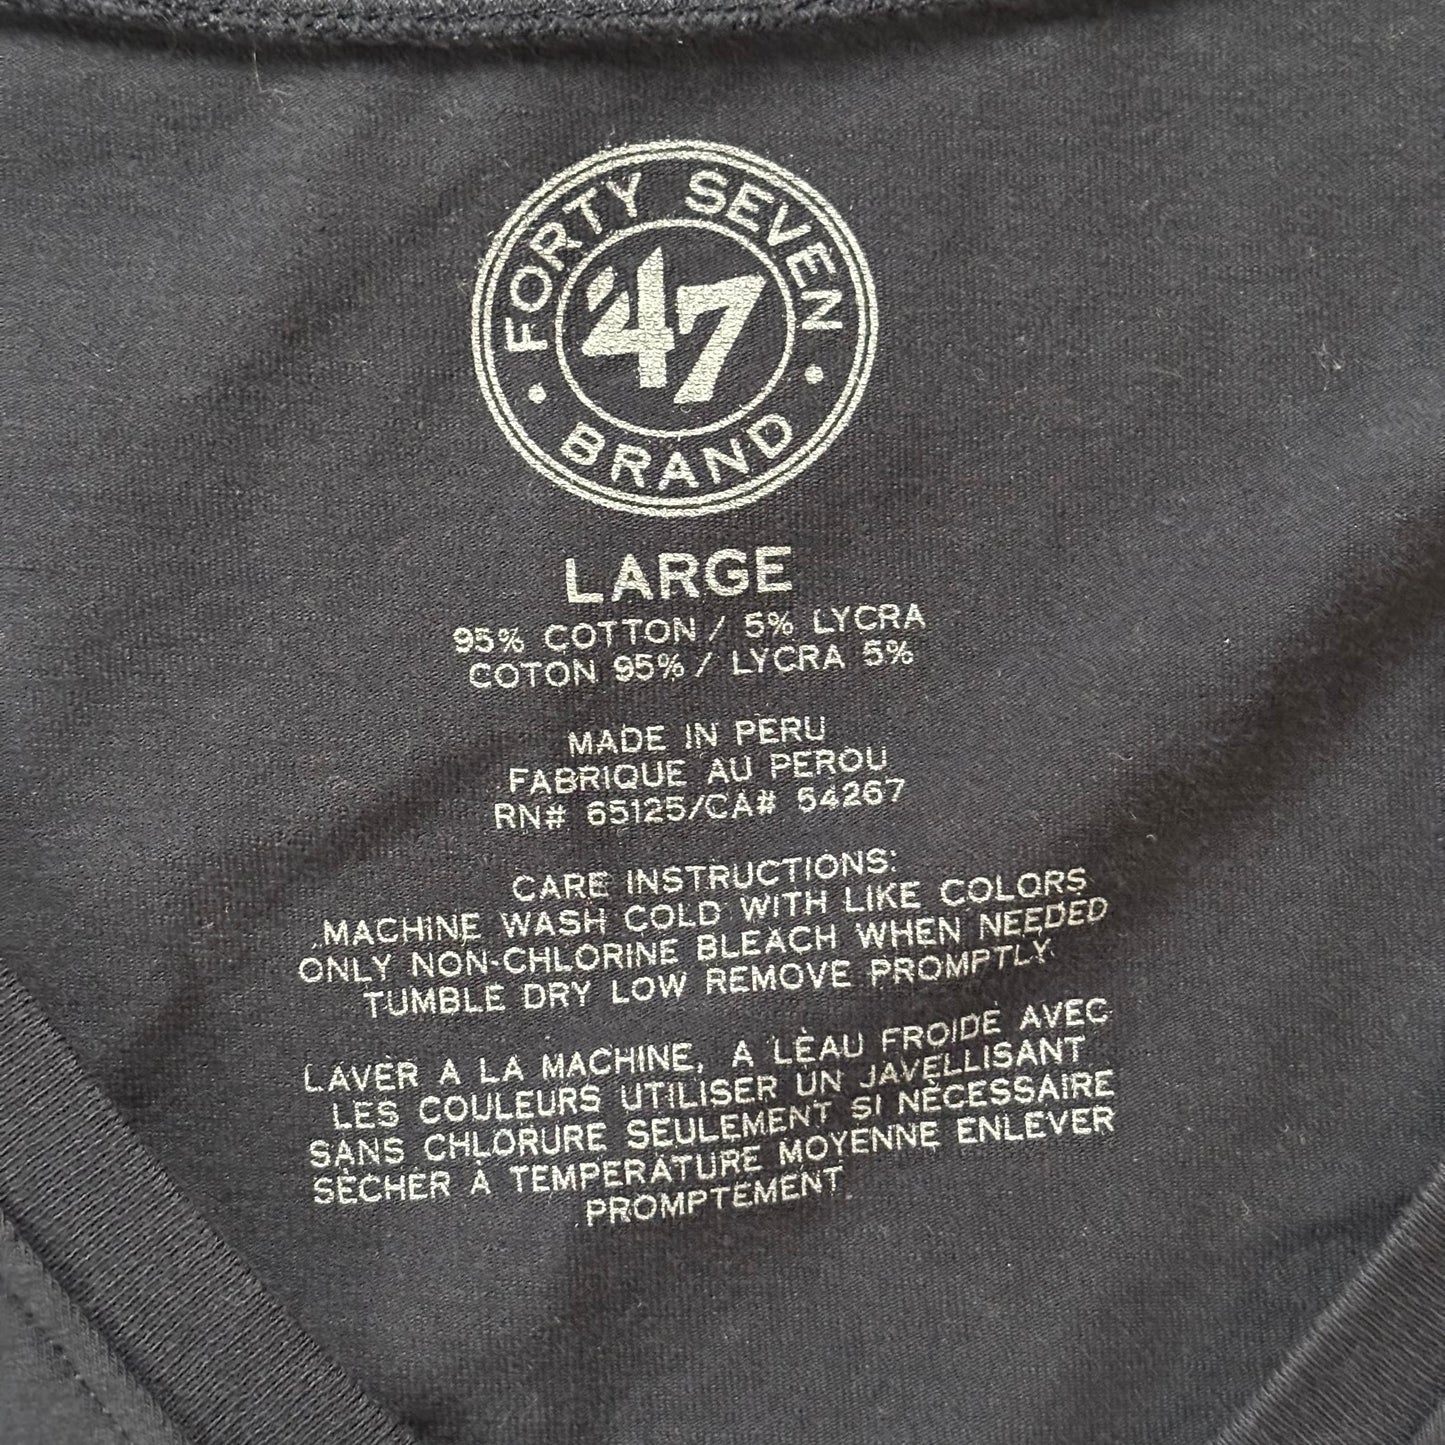 FORTY SEVEN
'47
BRAND
LARGE
95% COTTON / 5% LYCRA
COTON 95% / LYCRA 5%
MADE IN PERU
FABRIQUE AU PEROU
RN# 65125/CA# 54267
CARE INSTRUCTIONS:
MACHINE WASH COLD WITH LIKE COLORS
ONLY NON-CHLORINE BLEACH WHEN NEEDED
TUMBLE DRY LOW REMOVE PROMPTLY.
LAVER A LA MACHINE, A LÈAU FROIDE AVEC
LES COULEURS UTILISER UN JAVELLISANT
SANS CHLORURE SEULEMENT SI NÈCESSAIRE
SÈCHER À TEMPERATURE MOYENNE ENLEVER
PROMPTEMENT.